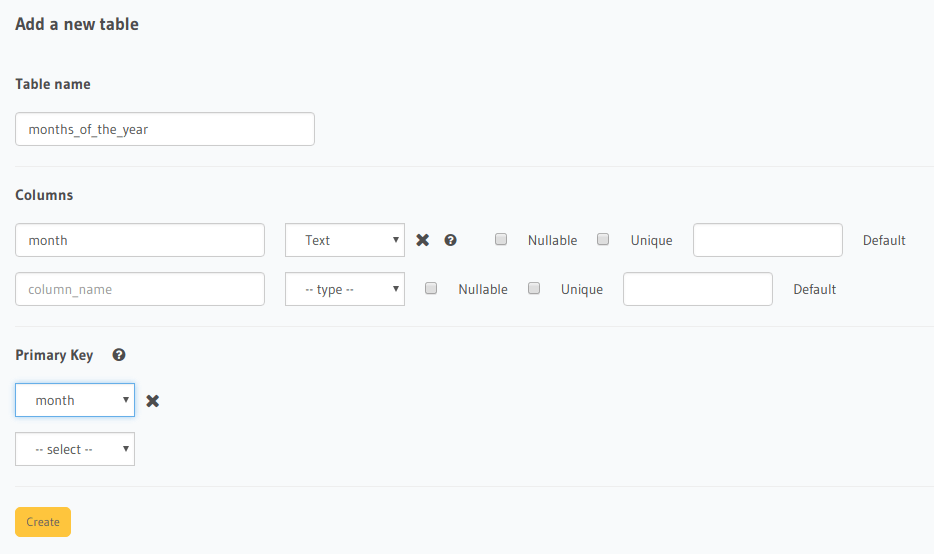 Add a new table
Table name
months_of_the_year
Columns
month Text Nullable Unique Default
column_name -- type -- Nullable Unique Default
Primary Key
month
-- select --
Create